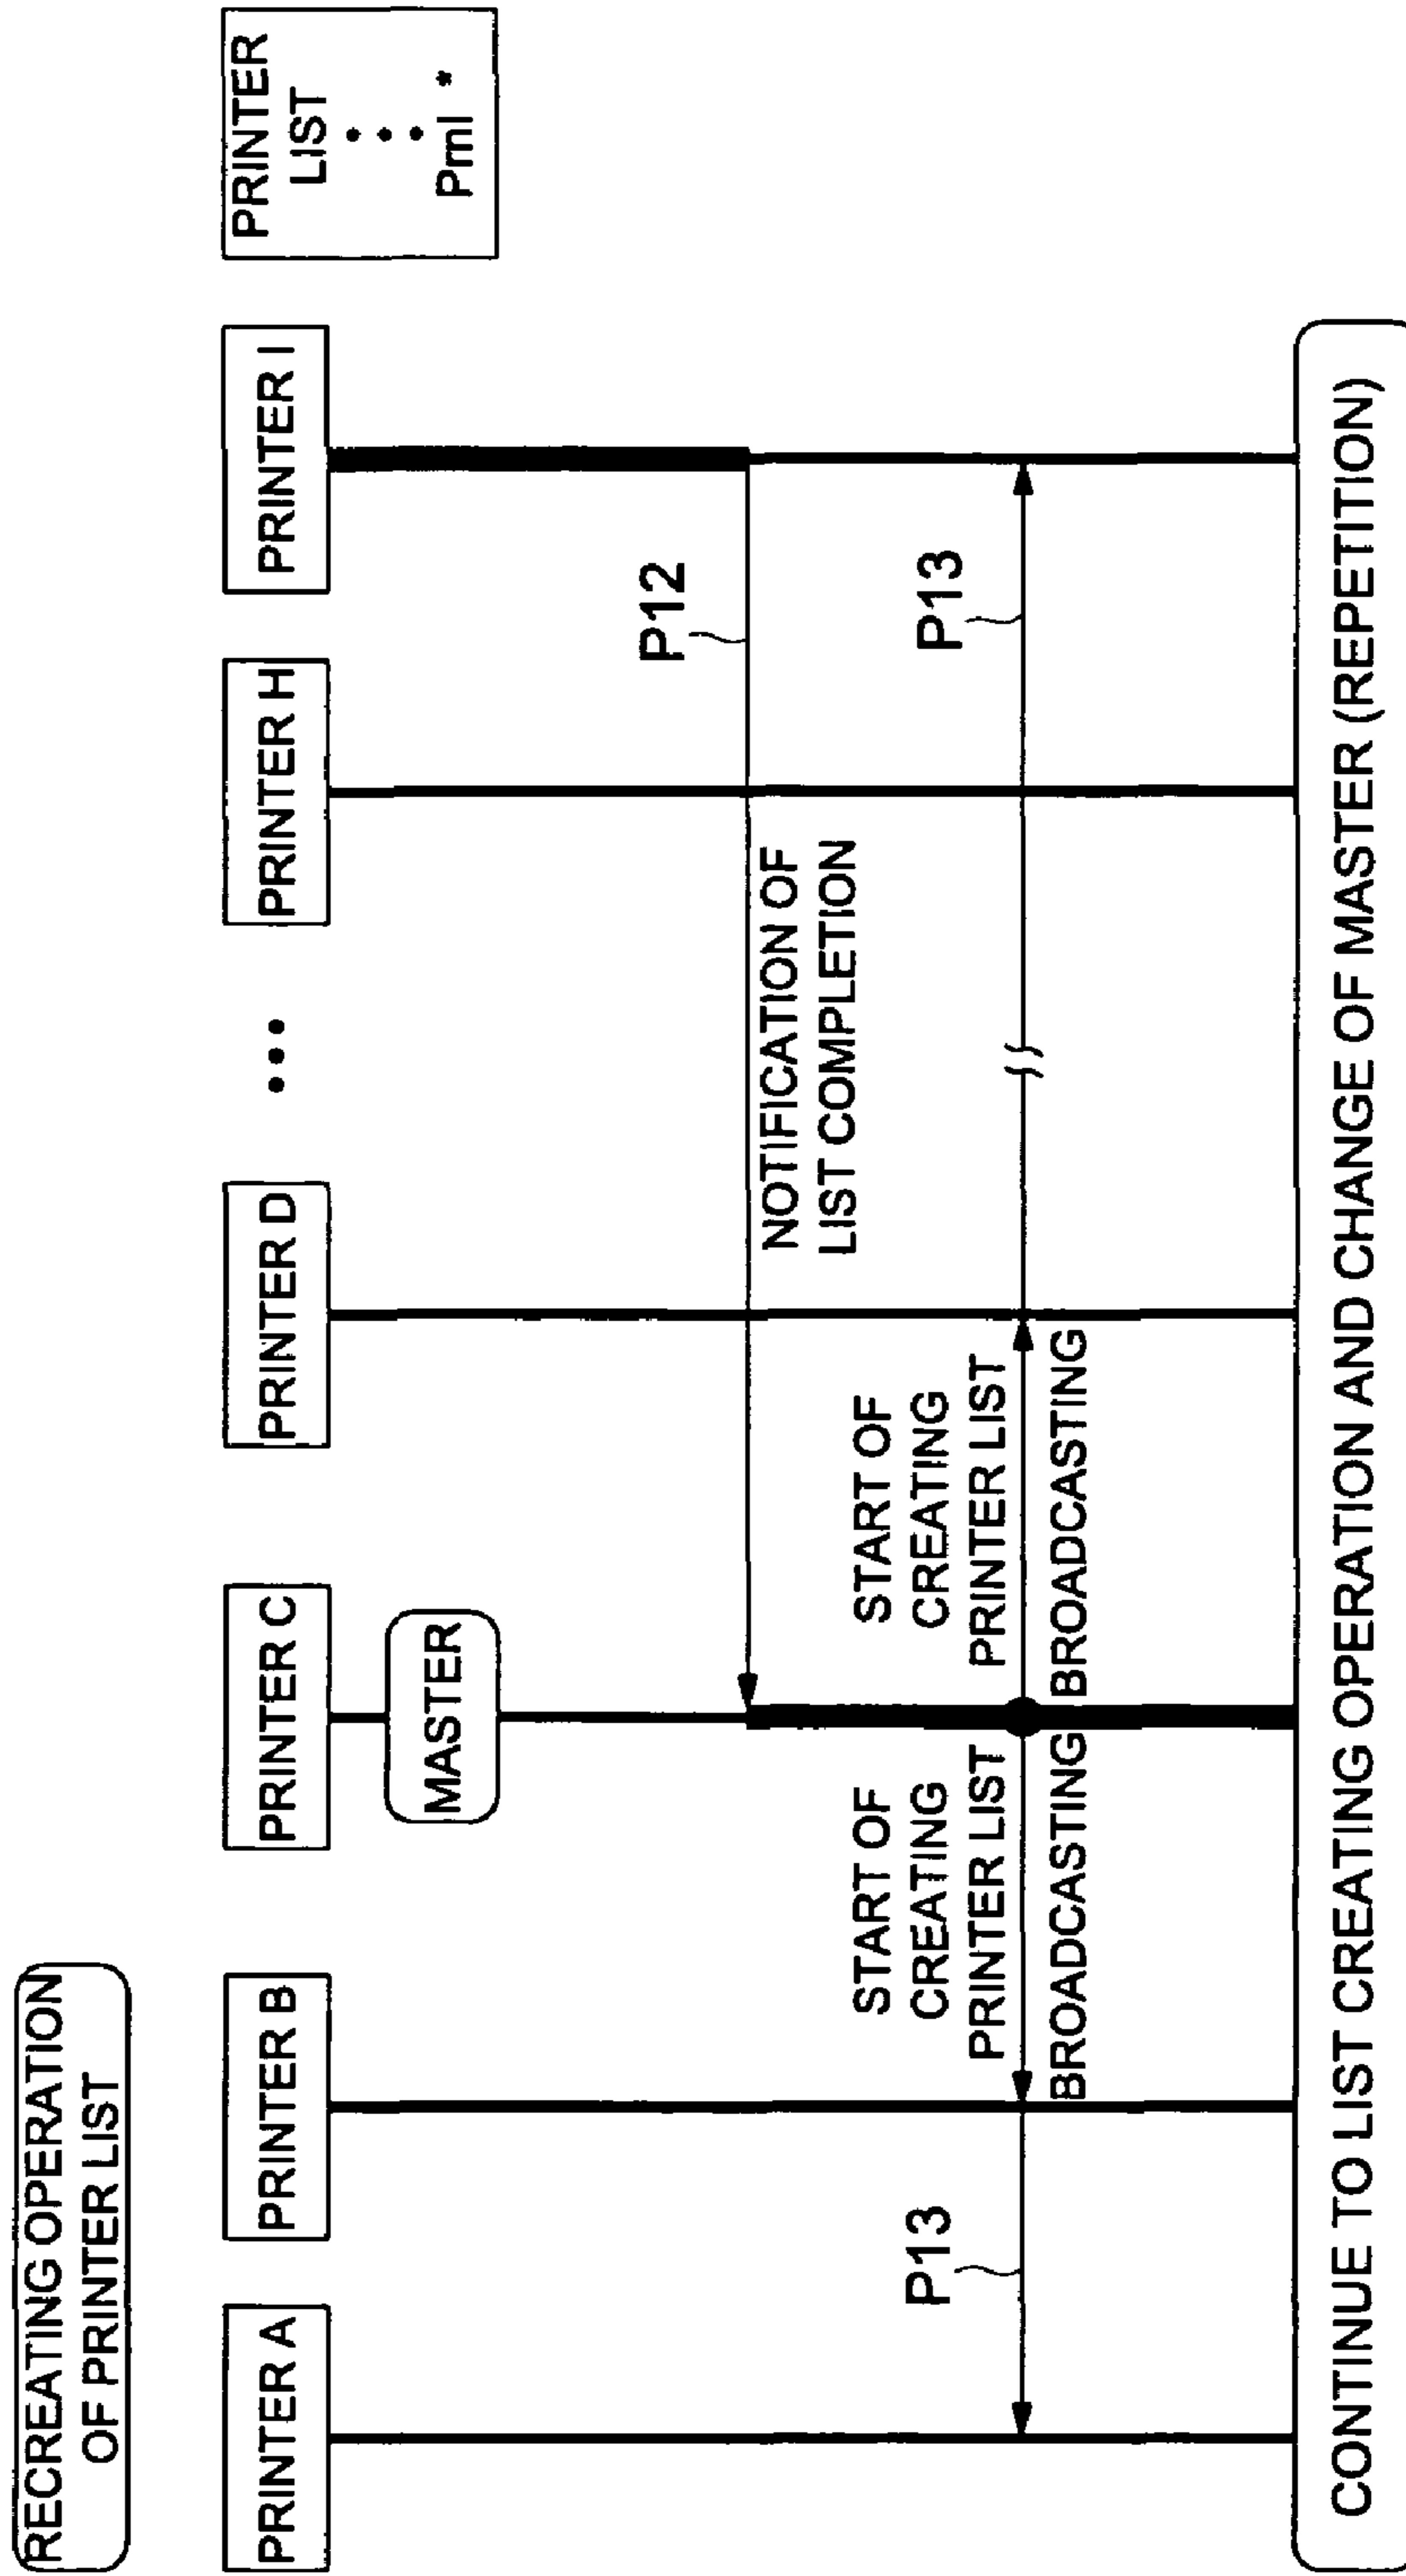 RECREATING OPERATION
OF PRINTER LIST
PRINTER A
PRINTER B
PRINTER C
PRINTER D
• • •
PRINTER H
PRINTER I
PRINTER
LIST
•
•
•
Prnl *
MASTER
P12
NOTIFICATION OF
LIST COMPLETION
P13
START OF
CREATING
PRINTER LIST
BROADCASTING
START OF
CREATING
PRINTER LIST
BROADCASTING
P13
CONTINUE TO LIST CREATING OPERATION AND CHANGE OF MASTER (REPETITION)